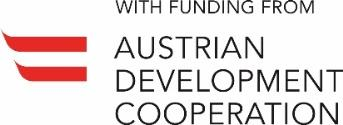 WITH FUNDING FROM
AUSTRIAN
DEVELOPMENT
COOPERATION